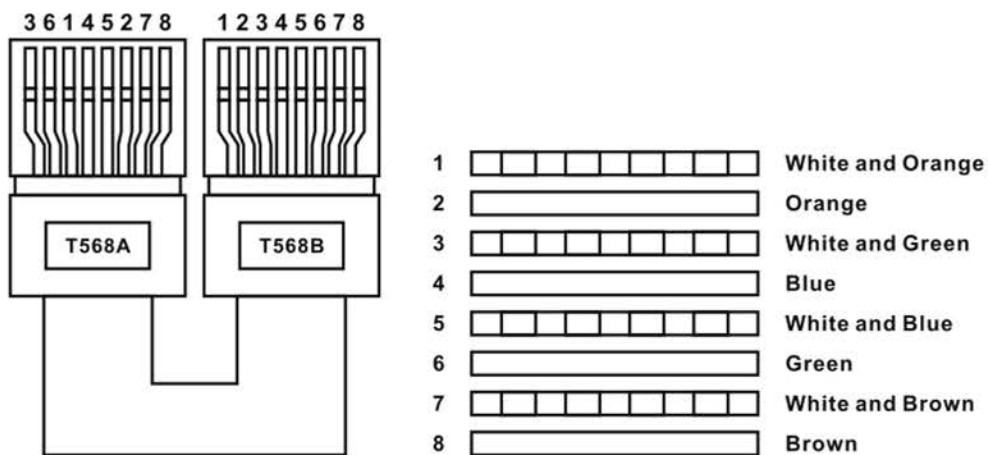 3 6 1 4 5 2 7 8
1 2 3 4 5 6 7 8
T568A
T568B
1 White and Orange
2 Orange
3 White and Green
4 Blue
5 White and Blue
6 Green
7 White and Brown
8 Brown